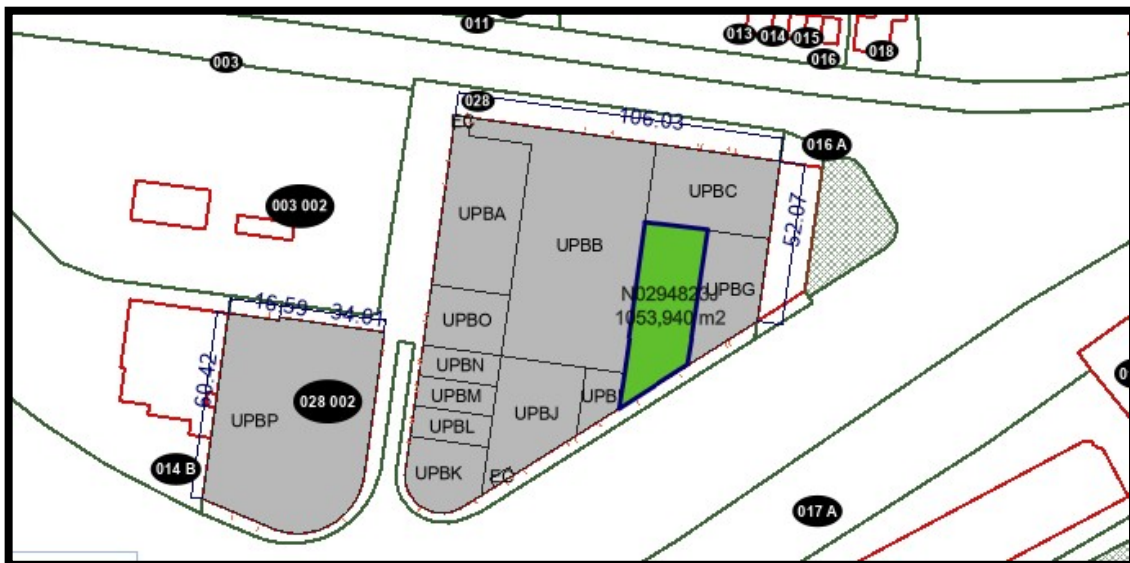 011
013
014
015
016
018
003
028
EC
106.03
016 A
UPBC
52.07
003 002
UPBA
UPBB
N0294823J
1053,940 m2
UPBG
16.59
34.01
UPBO
60.42
UPBN
UPBM
UPBL
UPBK
UPBJ
UPB
028 002
UPBP
014 B
EC
017 A